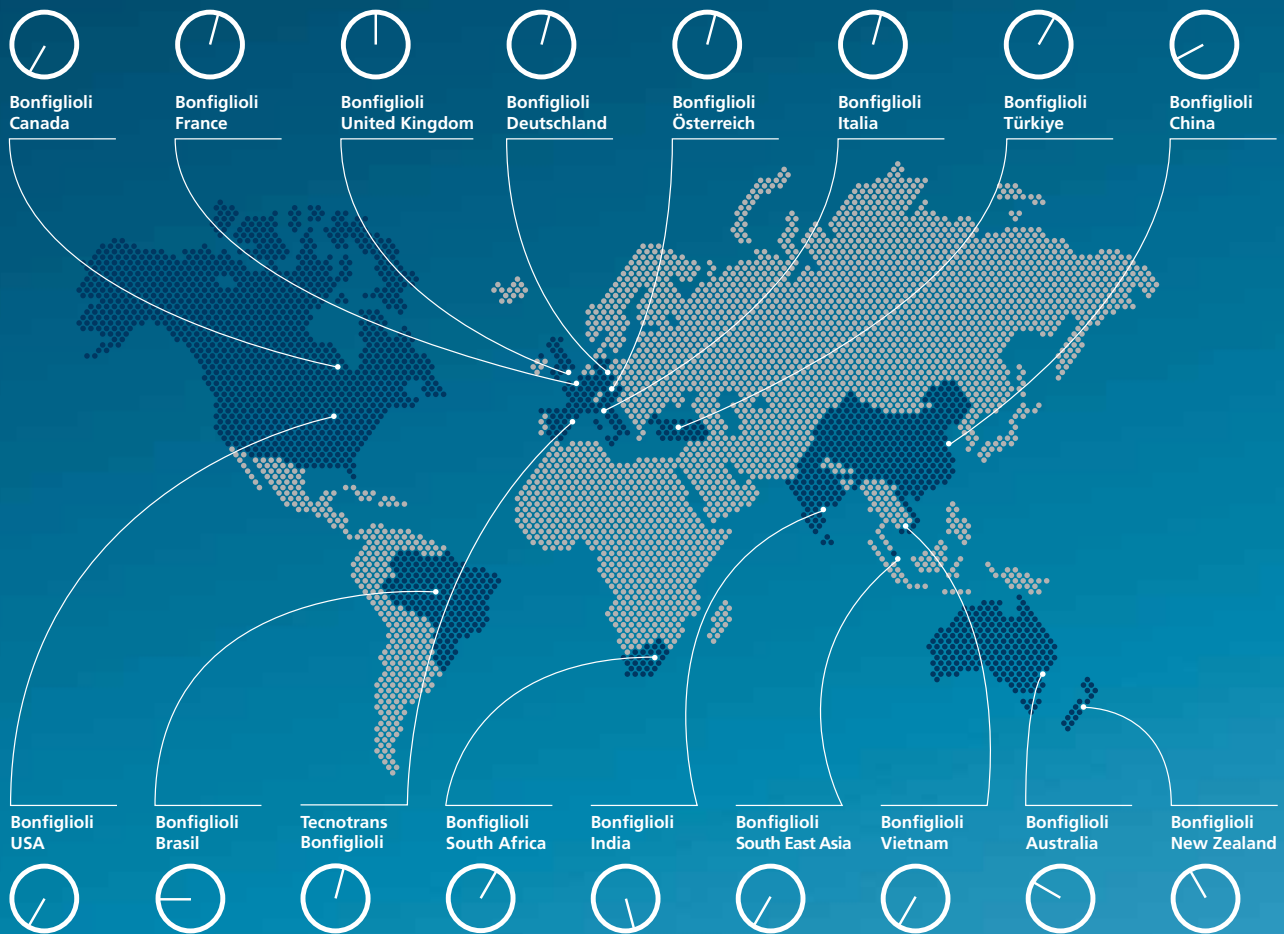 Bonfiglioli
Canada
Bonfiglioli
France
Bonfiglioli
United Kingdom
Bonfiglioli
Deutschland
Bonfiglioli
Österreich
Bonfiglioli
Italia
Bonfiglioli
Türkiye
Bonfiglioli
China
Bonfiglioli
USA
Bonfiglioli
Brasil
Tecnotrans
Bonfiglioli
Bonfiglioli
South Africa
Bonfiglioli
India
Bonfiglioli
South East Asia
Bonfiglioli
Vietnam
Bonfiglioli
Australia
Bonfiglioli
New Zealand